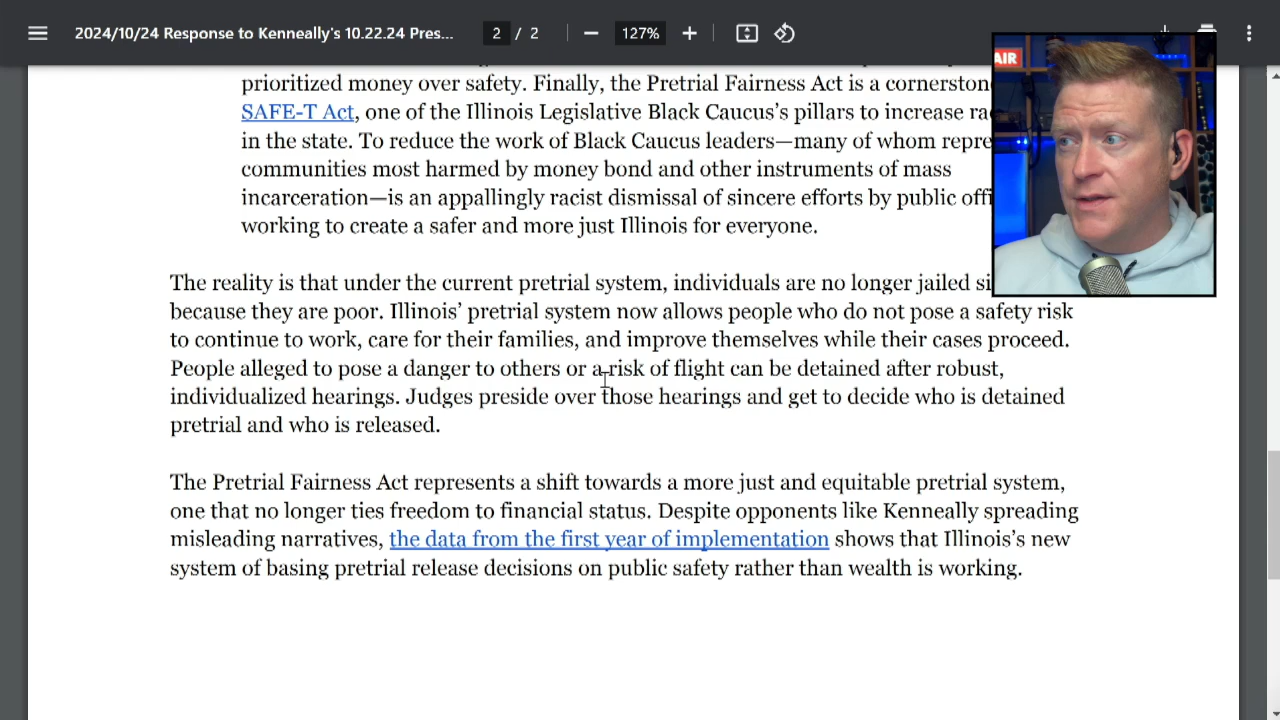 2024/10/24 Response to Kenneally's 10.22.24 Pres...
2 / 2
127%
AIR
prioritized money over safety. Finally, the Pretrial Fairness Act is a cornerston
SAFE-T Act, one of the Illinois Legislative Black Caucus's pillars to increase ra
in the state. To reduce the work of Black Caucus leaders—many of whom repre
communities most harmed by money bond and other instruments of mass
incarceration—is an appallingly racist dismissal of sincere efforts by public offi
working to create a safer and more just Illinois for everyone.
The reality is that under the current pretrial system, individuals are no longer jailed si
because they are poor. Illinois' pretrial system now allows people who do not pose a safety risk
to continue to work, care for their families, and improve themselves while their cases proceed.
People alleged to pose a danger to others or a risk of flight can be detained after robust,
individualized hearings. Judges preside over those hearings and get to decide who is detained
pretrial and who is released.
The Pretrial Fairness Act represents a shift towards a more just and equitable pretrial system,
one that no longer ties freedom to financial status. Despite opponents like Kenneally spreading
misleading narratives, the data from the first year of implementation shows that Illinois's new
system of basing pretrial release decisions on public safety rather than wealth is working.